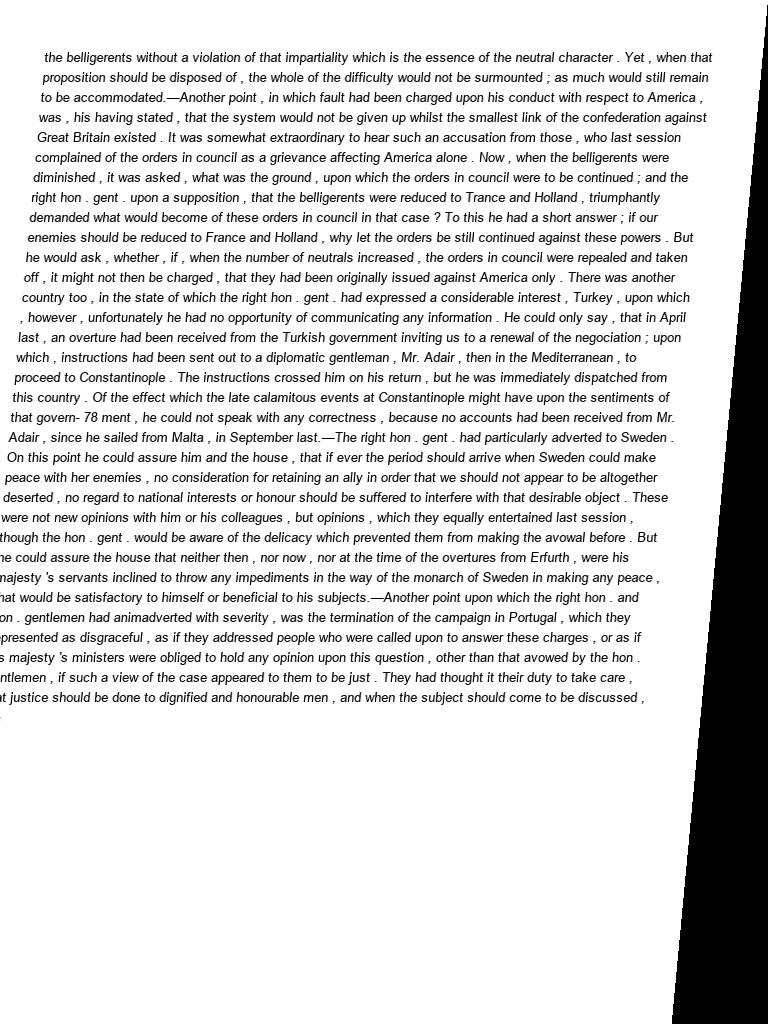 the belligerents without a violation of that impartiality which is the essence of the neutral character . Yet , when that
proposition should be disposed of , the whole of the difficulty would not be surmounted ; as much would still remain
to be accommodated.—Another point , in which fault had been charged upon his conduct with respect to America ,
was , his having stated , that the system would not be given up whilst the smallest link of the confederation against
Great Britain existed . It was somewhat extraordinary to hear such an accusation from those , who last session
complained of the orders in council as a grievance affecting America alone . Now , when the belligerents were
diminished , it was asked , what was the ground , upon which the orders in council were to be continued ; and the
right hon . gent . upon a supposition , that the belligerents were reduced to Trance and Holland , triumphantly
demanded what would become of these orders in council in that case ? To this he had a short answer ; if our
enemies should be reduced to France and Holland , why let the orders be still continued against these powers . But
he would ask , whether , if , when the number of neutrals increased , the orders in council were repealed and taken
off , it might not then be charged , that they had been originally issued against America only . There was another
country too , in the state of which the right hon . gent . had expressed a considerable interest , Turkey , upon which
, however , unfortunately he had no opportunity of communicating any information . He could only say , that in April
last , an overture had been received from the Turkish government inviting us to a renewal of the negociation ; upon
which , instructions had been sent out to a diplomatic gentleman , Mr. Adair , then in the Mediterranean , to
proceed to Constantinople . The instructions crossed him on his return , but he was immediately dispatched from
this country . Of the effect which the late calamitous events at Constantinople might have upon the sentiments of
that govern- 78 ment , he could not speak with any correctness , because no accounts had been received from Mr.
Adair , since he sailed from Malta , in September last.—The right hon . gent . had particularly adverted to Sweden .
On this point he could assure him and the house , that if ever the period should arrive when Sweden could make
peace with her enemies , no consideration for retaining an ally in order that we should not appear to be altogether
deserted , no regard to national interests or honour should be suffered to interfere with that desirable object . These
were not new opinions with him or his colleagues , but opinions , which they equally entertained last session ,
though the hon . gent . would be aware of the delicacy which prevented them from making the avowal before . But
he could assure the house that neither then , nor now , nor at the time of the overtures from Erfurth , were his
majesty 's servants inclined to throw any impediments in the way of the monarch of Sweden in making any peace ,
hat would be satisfactory to himself or beneficial to his subjects.—Another point upon which the right hon . and
on . gentlemen had animadverted with severity , was the termination of the campaign in Portugal , which they
presented as disgraceful , as if they addressed people who were called upon to answer these charges , or as if
s majesty 's ministers were obliged to hold any opinion upon this question , other than that avowed by the hon .
ntlemen , if such a view of the case appeared to them to be just . They had thought it their duty to take care ,
at justice should be done to dignified and honourable men , and when the subject should come to be discussed ,